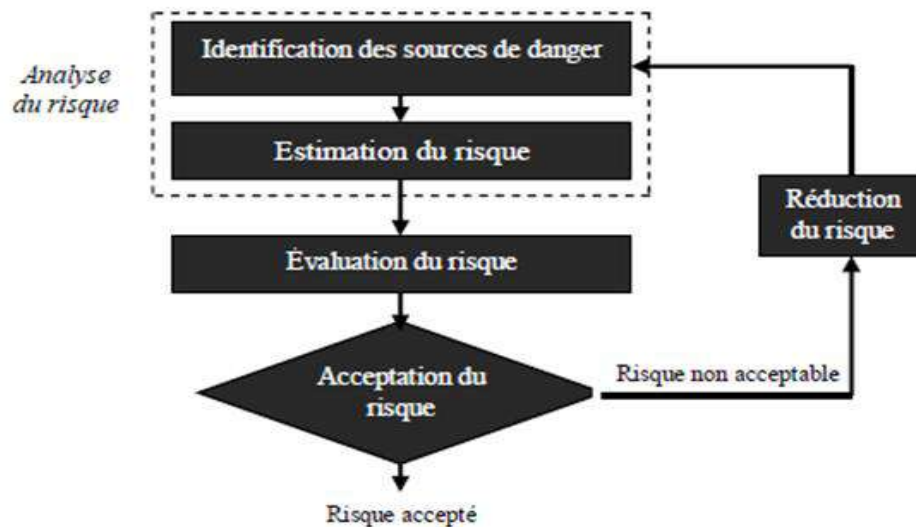 Identification des sources de danger
Analyse
du risque
Estimation du risque
Réduction
du risque
Évaluation du risque
Acceptation du
risque
Risque non acceptable
Risque accepté